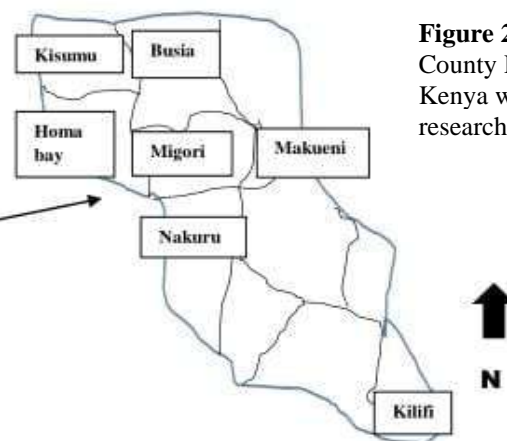 Figure 2
County
Kenya w
research
Kisumu
Busia
Homa
bay
Migori
Makueni
Nakuru
N
Kilifi